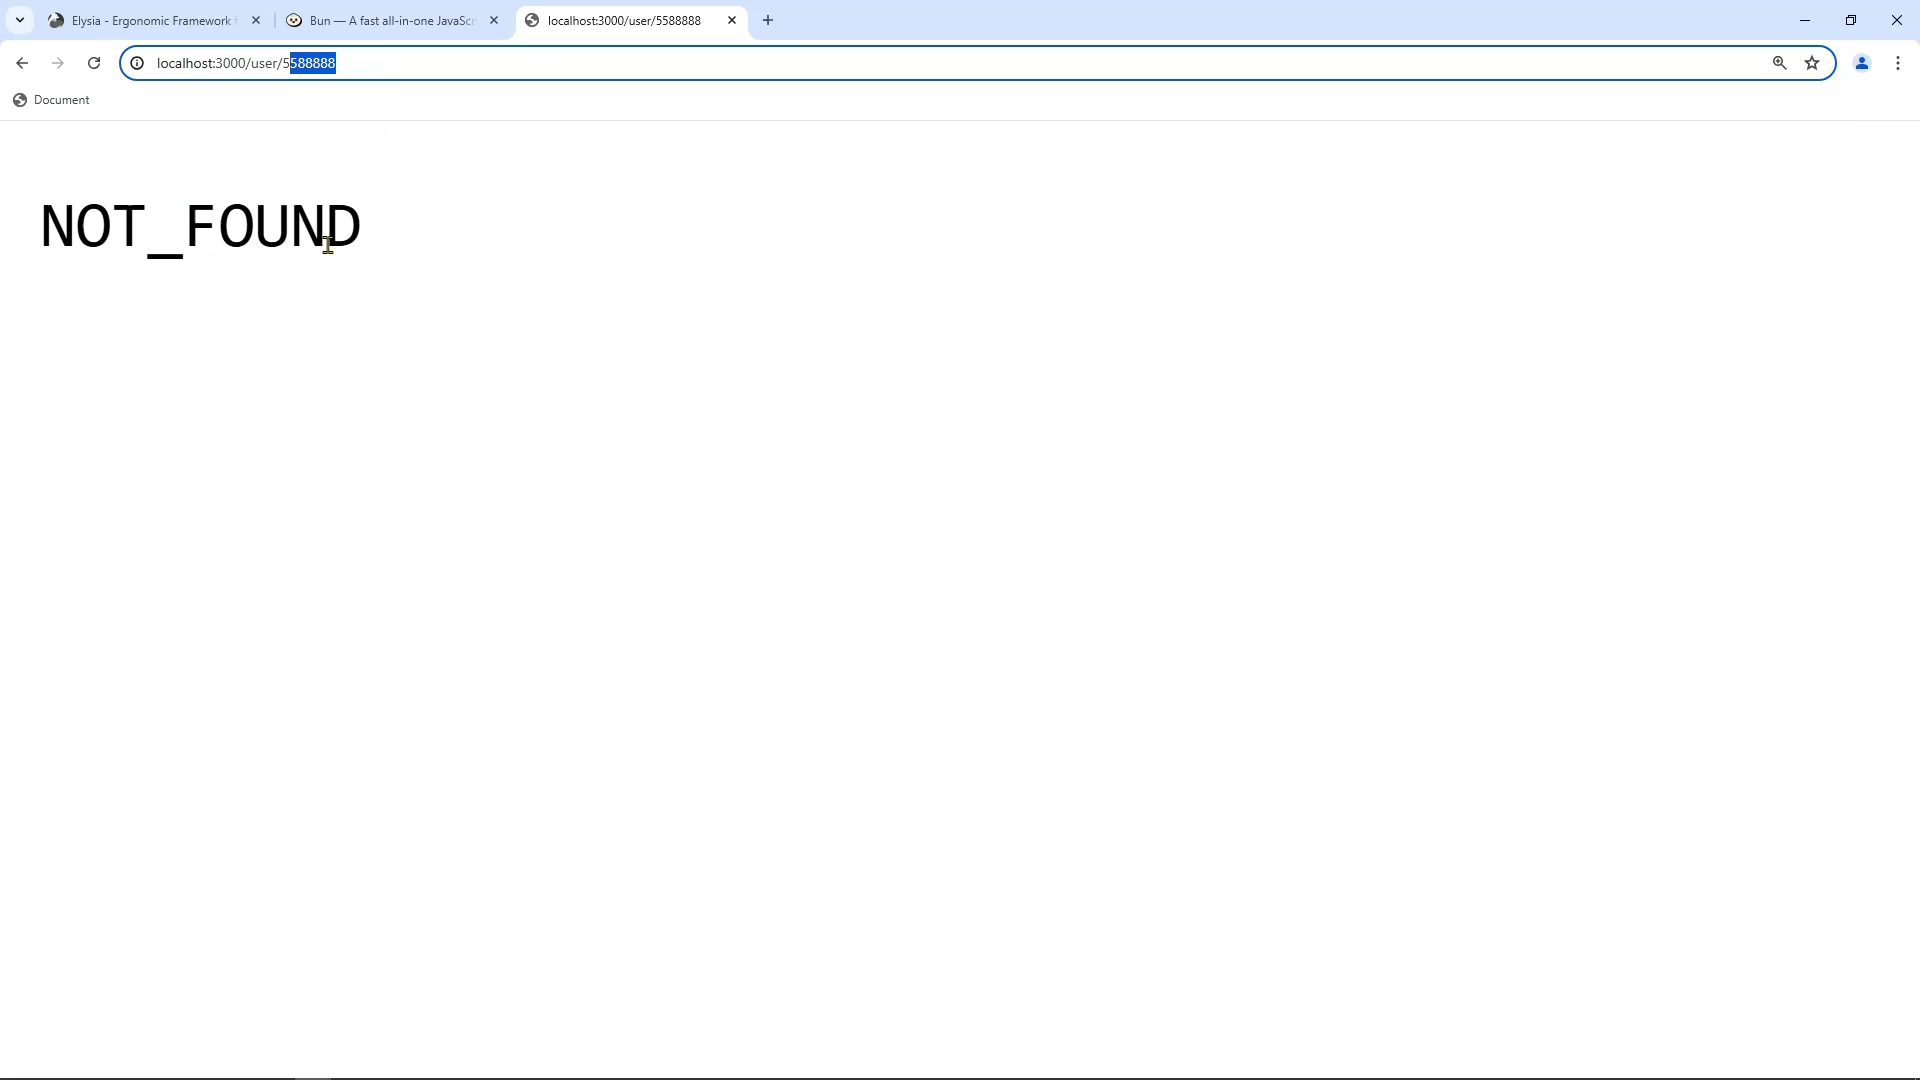 Elysia - Ergonomic Framework f
Bun — A fast all-in-one JavaScr
localhost:3000/user/5588888
localhost:3000/user/5588888
Document
NOT_FOUND